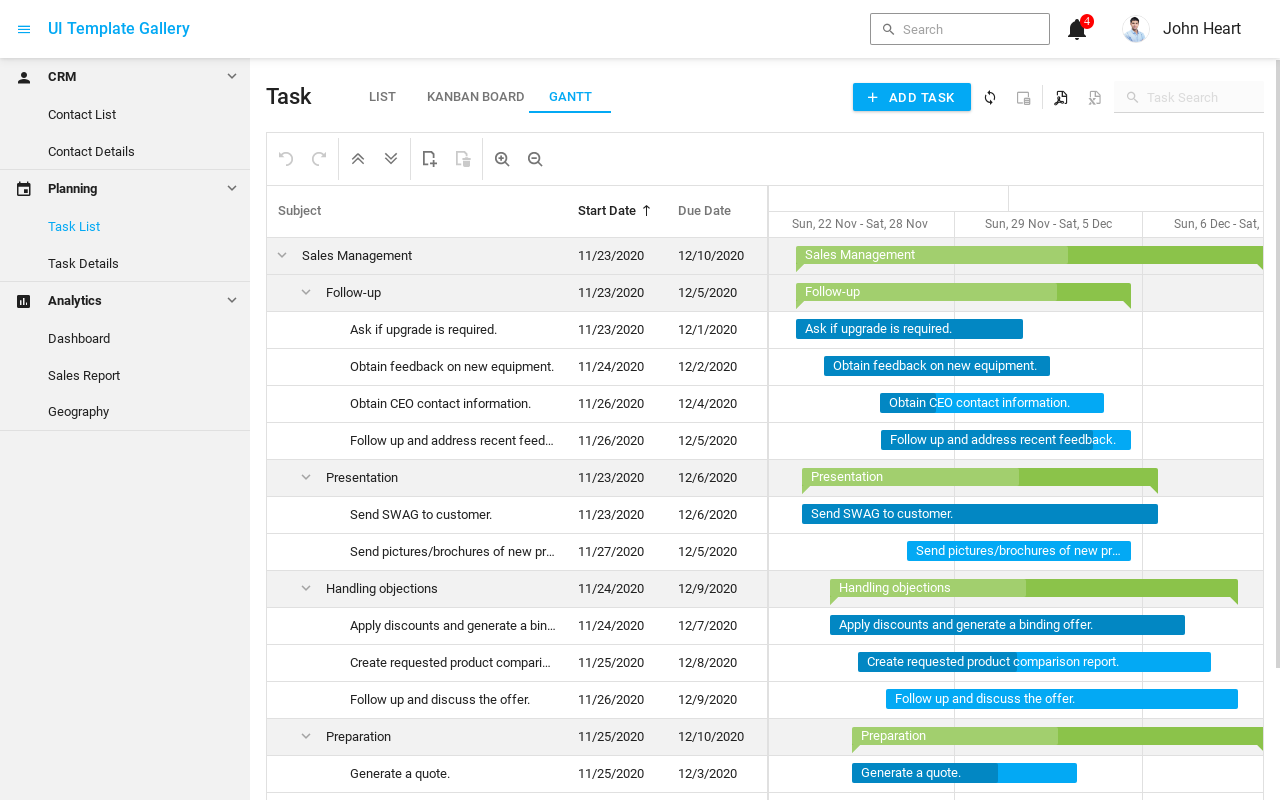 UI Template Gallery
Search
4
John Heart
CRM
Contact List
Contact Details
Planning
Task List
Task Details
Analytics
Dashboard
Sales Report
Geography
Task
LIST
KANBAN BOARD
GANTT
ADD TASK
Task Search
Subject
Start Date
Due Date
Sun, 22 Nov - Sat, 28 Nov
Sun, 29 Nov - Sat, 5 Dec
Sun, 6 Dec - Sat,
Sales Management 11/23/2020 12/10/2020 Sales Management
Follow-up 11/23/2020 12/5/2020 Follow-up
Ask if upgrade is required. 11/23/2020 12/1/2020 Ask if upgrade is required.
Obtain feedback on new equipment. 11/24/2020 12/2/2020 Obtain feedback on new equipment.
Obtain CEO contact information. 11/26/2020 12/4/2020 Obtain CEO contact information.
Follow up and address recent feed... 11/26/2020 12/5/2020 Follow up and address recent feedback.
Presentation 11/23/2020 12/6/2020 Presentation
Send SWAG to customer. 11/23/2020 12/6/2020 Send SWAG to customer.
Send pictures/brochures of new pr... 11/27/2020 12/5/2020 Send pictures/brochures of new pr...
Handling objections 11/24/2020 12/9/2020 Handling objections
Apply discounts and generate a bin... 11/24/2020 12/7/2020 Apply discounts and generate a binding offer.
Create requested product compari... 11/25/2020 12/8/2020 Create requested product comparison report.
Follow up and discuss the offer. 11/26/2020 12/9/2020 Follow up and discuss the offer.
Preparation 11/25/2020 12/10/2020 Preparation
Generate a quote. 11/25/2020 12/3/2020 Generate a quote.